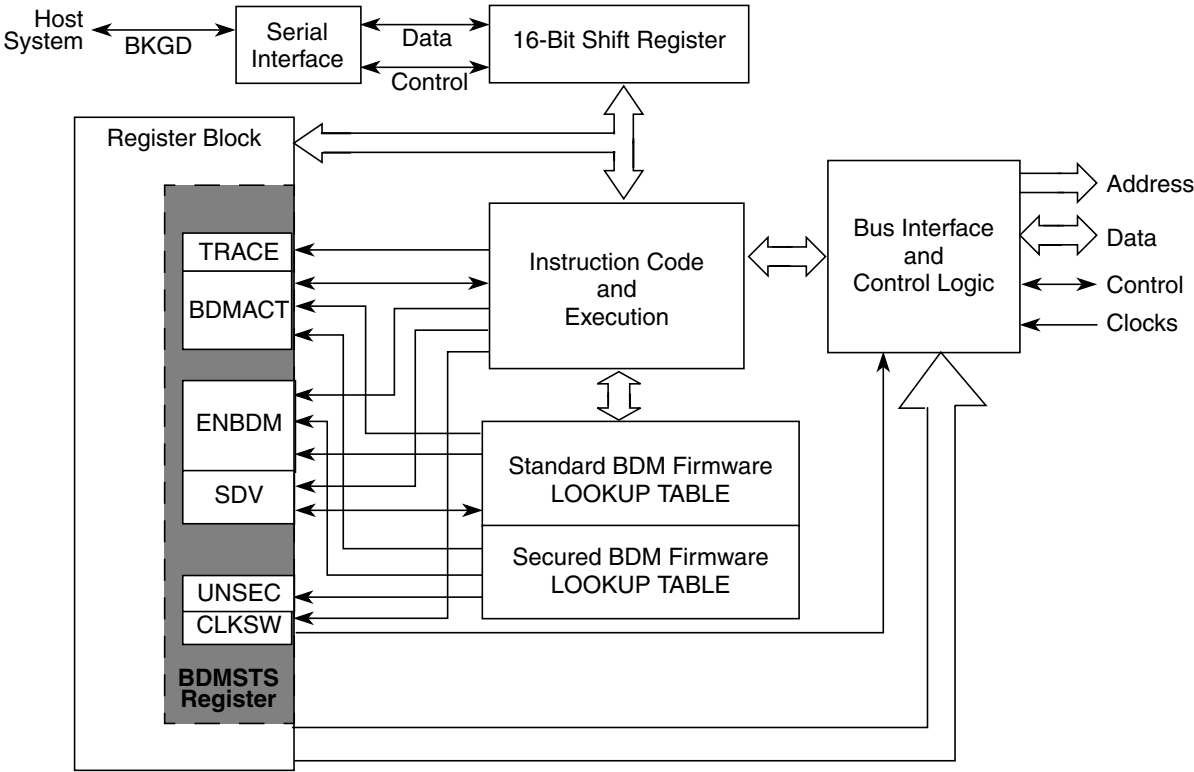 Host
System
BKGD
Serial
Interface
Data
Control
16-Bit Shift Register
Register Block
TRACE
BDMACT
ENBDM
SDV
UNSEC
CLKSW
BDMSTS
Register
Instruction Code
and
Execution
Standard BDM Firmware
LOOKUP TABLE
Secured BDM Firmware
LOOKUP TABLE
Bus Interface
and
Control Logic
Address
Data
Control
Clocks